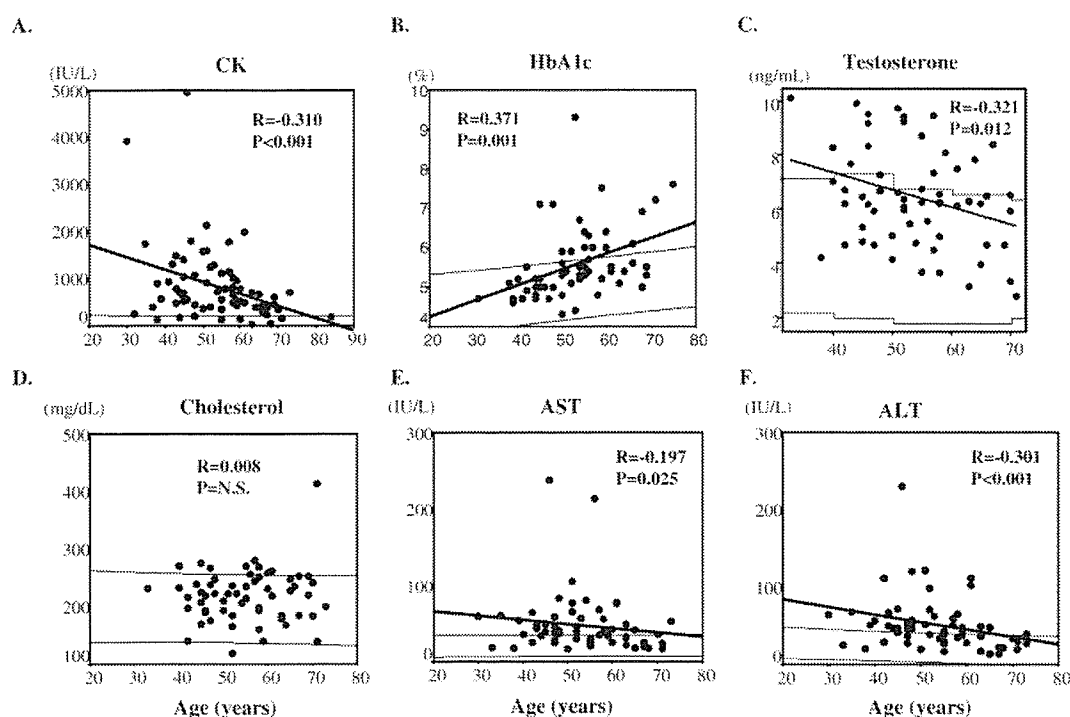 A.
CK
(IU/L)
5000
4000
3000
2000
1000
0
R=-0.310
P<0.001
20 30 40 50 60 70 80 90
B.
HbA1c
(%)
10
9
8
7
6
5
4
R=0.371
P=0.001
20 30 40 50 60 70 80
C.
Testosterone
ng/mL)
10
8
6
4
2
R=-0.321
P=0.012
40 50 60 70
D.
Cholesterol
(mg/dL)
500
400
300
200
100
R=0.008
P=N.S.
20 30 40 50 60 70 80
Age (years)
E.
AST
(IU/L)
300
200
100
0
R=-0.197
P=0.025
20 30 40 50 60 70 80
Age (years)
F.
ALT
(IU/L)
300
200
100
0
R=-0.301
P<0.001
20 30 40 50 60 70 80
Age (years)